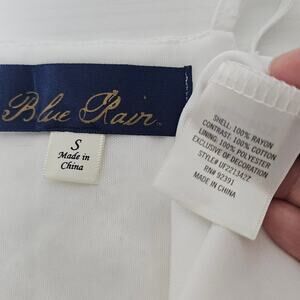 Blue Rain
S
Made in
China
SHELL: 100% RAYON
CONTRAST: 100% COTTON
LINING: 100% POLYESTER
EXCLUSIVE OF DECORATION
STYLE# UF221342Z
RN# 92391
MADE IN CHINA